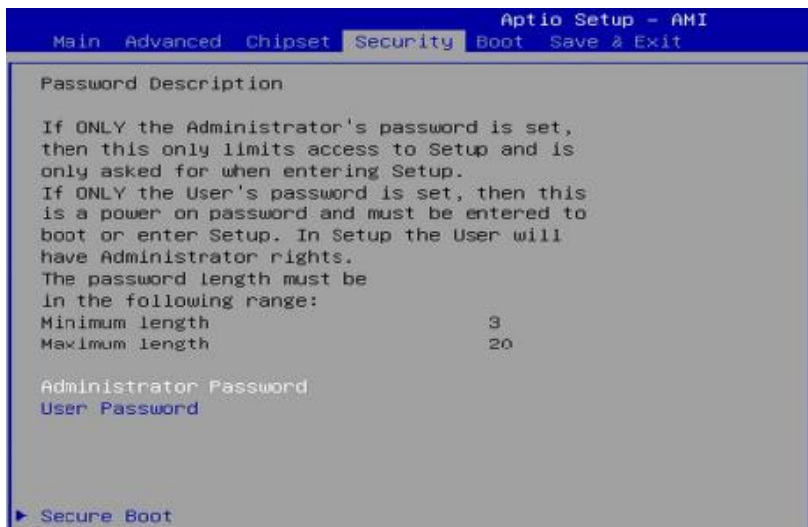 Aptio Setup - AMI
Main Advanced Chipset Security Boot Save & Exit
Password Description
If ONLY the Administrator's password is set,
then this only limits access to Setup and is
only asked for when entering Setup.
If ONLY the User's password is set, then this
is a power on password and must be entered to
boot or enter Setup. In Setup the User will
have Administrator rights.
The password length must be
in the following range:
Minimum length 3
Maximum length 20
Administrator Password
User Password
Secure Boot